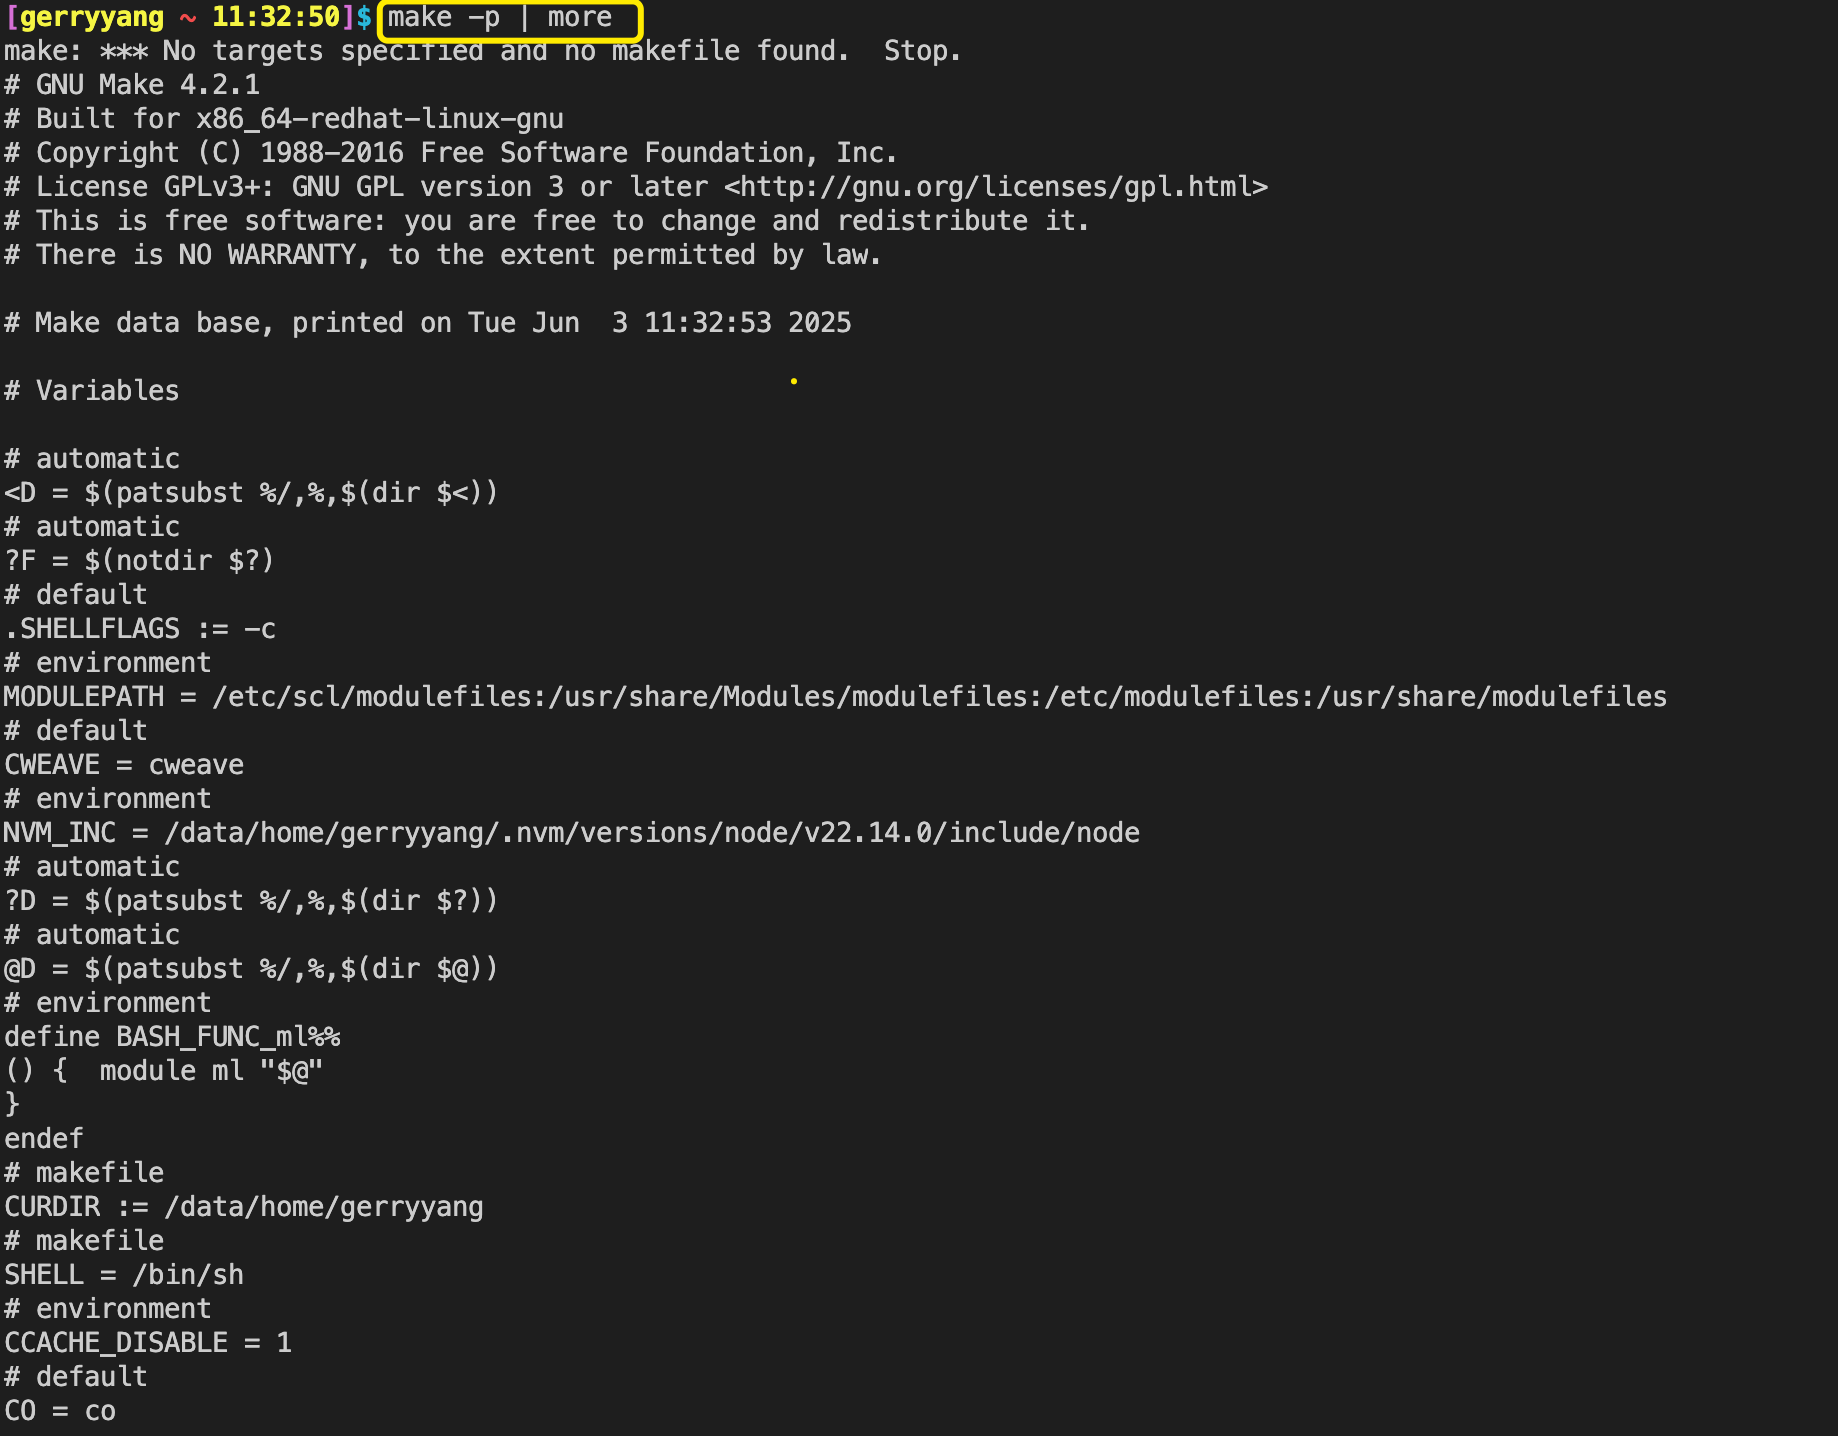 [gerryyang ~ 11:32:50]$ make -p | more
make: *** No targets specified and no makefile found.  Stop.
# GNU Make 4.2.1
# Built for x86_64-redhat-linux-gnu
# Copyright (C) 1988-2016 Free Software Foundation, Inc.
# License GPLv3+: GNU GPL version 3 or later <http://gnu.org/licenses/gpl.html>
# This is free software: you are free to change and redistribute it.
# There is NO WARRANTY, to the extent permitted by law.

# Make data base, printed on Tue Jun  3 11:32:53 2025

# Variables

# automatic
<D = $(patsubst %/,%,$(dir $<))
# automatic
?F = $(notdir $?)
# default
.SHELLFLAGS := -c
# environment
MODULEPATH = /etc/scl/modulefiles:/usr/share/Modules/modulefiles:/etc/modulefiles:/usr/share/modulefiles
# default
CWEAVE = cweave
# environment
NVM_INC = /data/home/gerryyang/.nvm/versions/node/v22.14.0/include/node
# automatic
?D = $(patsubst %/,%,$(dir $?))
# automatic
@D = $(patsubst %/,%,$(dir $@))
# environment
define BASH_FUNC_ml%%
() {  module ml "$@"
}
endef
# makefile
CURDIR := /data/home/gerryyang
# makefile
SHELL = /bin/sh
# environment
CCACHE_DISABLE = 1
# default
CO = co